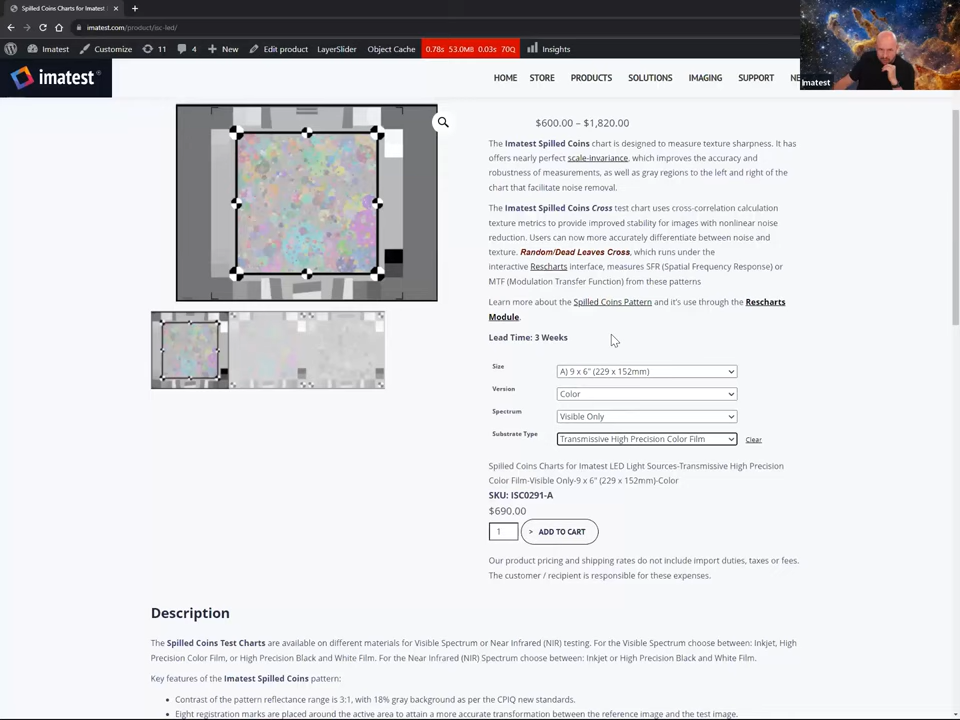 Spilled Coins Charts for Imatest
imatest.com/product/isc-led/
Imatest
Customize
11
4
New
Edit product
LayerSlider
Object Cache
0.78s 53.0MB 0.03s 70Q
Insights
imatest
HOME
STORE
PRODUCTS
SOLUTIONS
IMAGING
SUPPORT
Imatest
$600.00 – $1,820.00
The Imatest Spilled Coins chart is designed to measure texture sharpness. It has
offers nearly perfect scale-invariance, which improves the accuracy and
robustness of measurements, as well as gray regions to the left and right of the
chart that facilitate noise removal.
The Imatest Spilled Coins Cross test chart uses cross-correlation calculation
texture metrics to provide improved stability for images with nonlinear noise
reduction. Users can now more accurately differentiate between noise and
texture. Random/Dead Leaves Cross, which runs under the
interactive Rescharts interface, measures SFR (Spatial Frequency Response) or
MTF (Modulation Transfer Function) from these patterns
Learn more about the Spilled Coins Pattern and it's use through the Rescharts
Module.
Lead Time: 3 Weeks
Size
A) 9 x 6" (229 x 152mm)
Version
Color
Spectrum
Visible Only
Substrate Type
Transmissive High Precision Color Film
Clear
Spilled Coins Charts for Imatest LED Light Sources-Transmissive High Precision
Color Film-Visible Only-9 x 6" (229 x 152mm)-Color
SKU: ISC0291-A
$690.00
1
> ADD TO CART
Our product pricing and shipping rates do not include import duties, taxes or fees.
The customer / recipient is responsible for these expenses.
Description
The Spilled Coins Test Charts are available on different materials for Visible Spectrum or Near Infrared (NIR) testing. For the Visible Spectrum choose between: Inkjet, High
Precision Color Film, or High Precision Black and White Film. For the Near Infrared (NIR) Spectrum choose between: Inkjet or High Precision Black and White Film.
Key features of the Imatest Spilled Coins pattern:
• Contrast of the pattern reflectance range is 3:1, with 18% gray background as per the CPIQ new standards.
• Eight registration marks are placed around the active area to attain a more accurate transformation between the reference image and the test image.